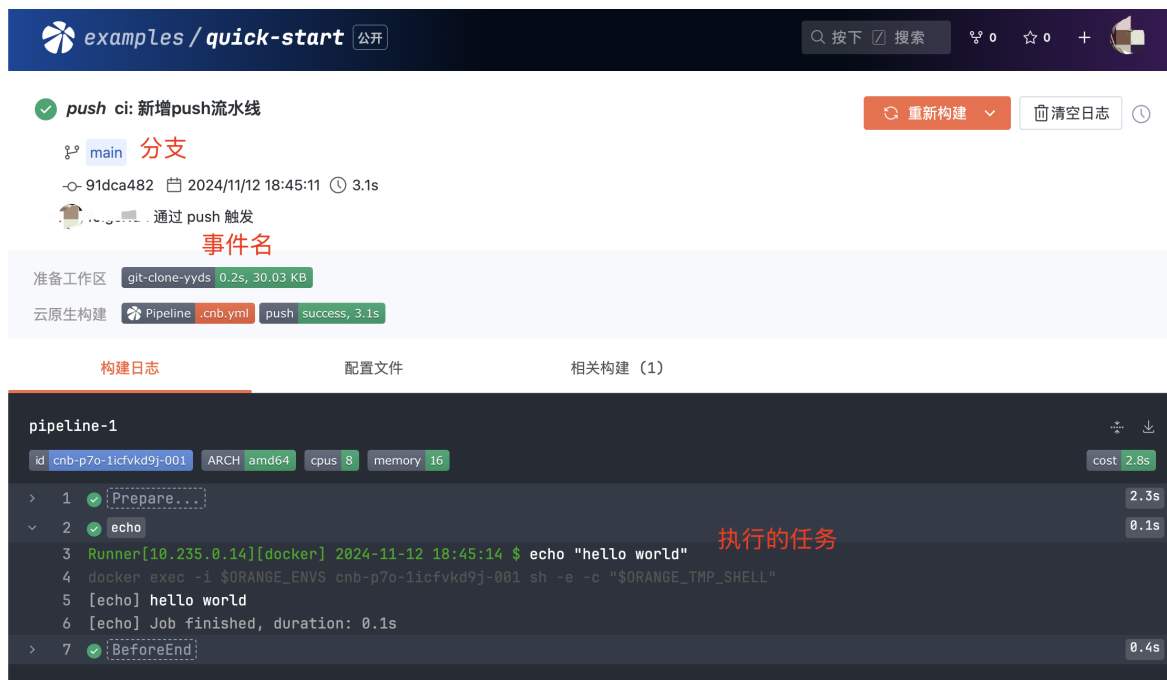 examples / quick-start 公开 按下 / 搜索 0 0 +
push ci: 新增push流水线 重新构建 清空日志
main 分支
91dca482 2024/11/12 18:45:11 3.1s
通过 push 触发
事件名
准备工作区 git-clone-yyds 0.2s, 30.03 KB
云原生构建 Pipeline .cnb.yml push success, 3.1s
构建日志 配置文件 相关构建 (1)
pipeline-1
id cnb-p7o-1icfvkd9j-001 ARCH amd64 cpus 8 memory 16 cost 2.8s
1 Prepare... 2.3s
2 echo 0.1s
3 Runner[10.235.0.14][docker] 2024-11-12 18:45:14 $ echo "hello world" 执行的任务
4 docker exec -i $ORANGE_ENVS cnb-p7o-1icfvkd9j-001 sh -e -c "$ORANGE_TMP_SHELL"
5 [echo] hello world
6 [echo] Job finished, duration: 0.1s
7 BeforeEnd 0.4s